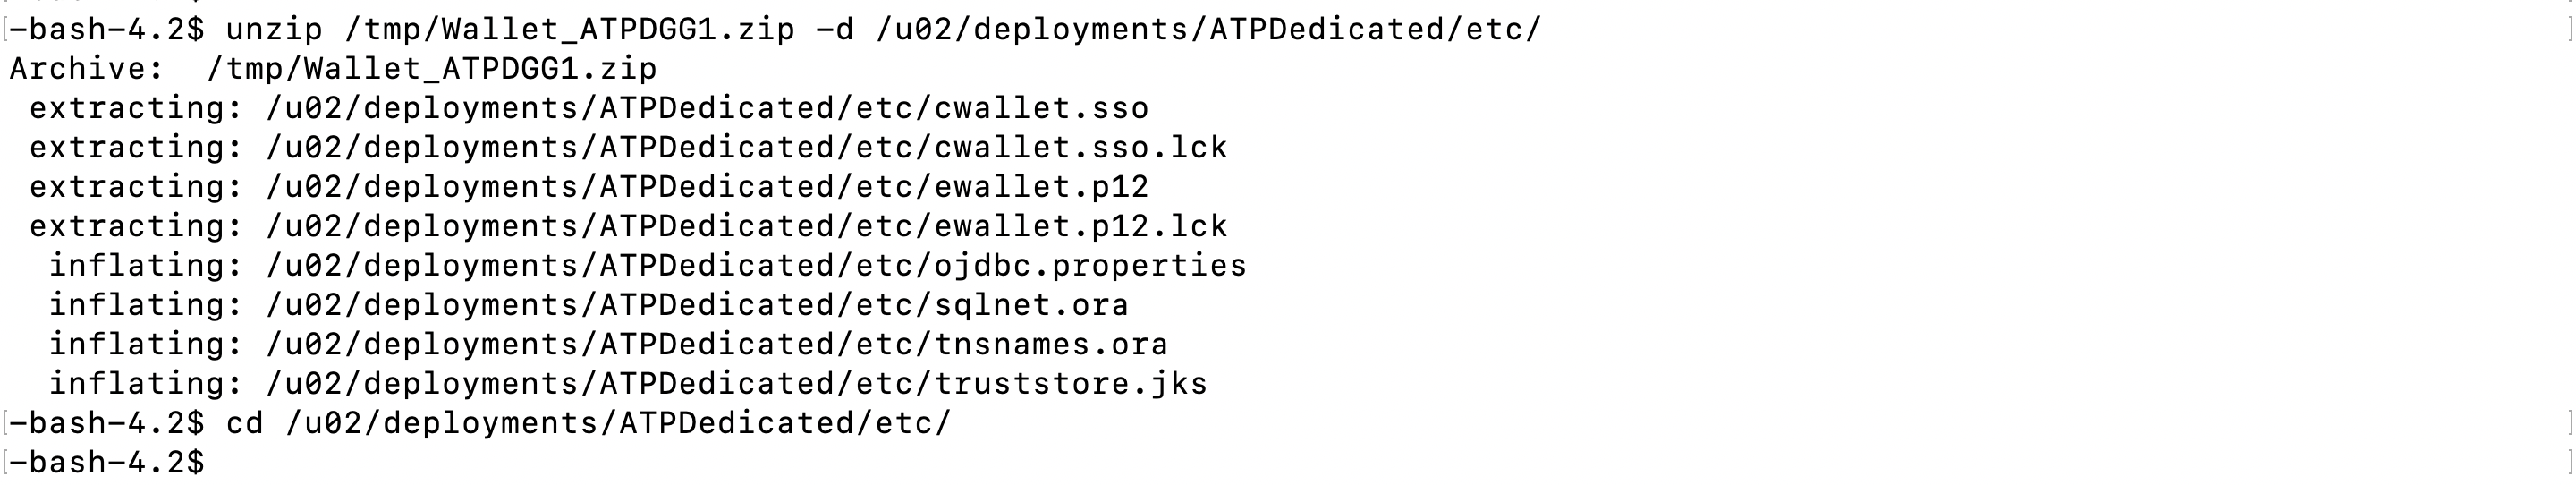 [-bash-4.2$ unzip /tmp/Wallet_ATPDGG1.zip -d /u02/deployments/ATPDedicated/etc/ ]
Archive:  /tmp/Wallet_ATPDGG1.zip
 extracting: /u02/deployments/ATPDedicated/etc/cwallet.sso
 extracting: /u02/deployments/ATPDedicated/etc/cwallet.sso.lck
 extracting: /u02/deployments/ATPDedicated/etc/ewallet.p12
 extracting: /u02/deployments/ATPDedicated/etc/ewallet.p12.lck
  inflating: /u02/deployments/ATPDedicated/etc/ojdbc.properties
  inflating: /u02/deployments/ATPDedicated/etc/sqlnet.ora
  inflating: /u02/deployments/ATPDedicated/etc/tnsnames.ora
  inflating: /u02/deployments/ATPDedicated/etc/truststore.jks
[-bash-4.2$ cd /u02/deployments/ATPDedicated/etc/ ]
[-bash-4.2$ ]